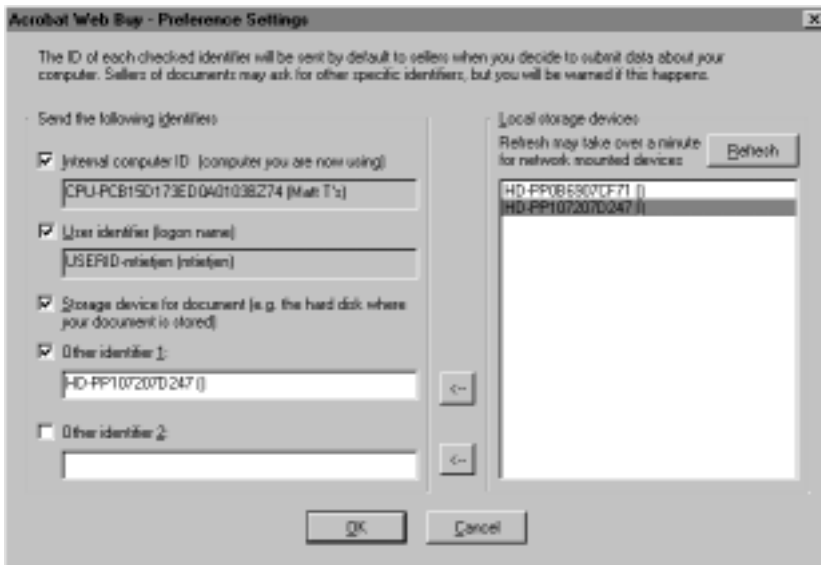 Acrobat Web Buy - Preference Settings
The ID of each checked identifier will be sent by default to sellers when you decide to submit data about your
computer. Sellers of documents may ask for other specific identifiers, but you will be warned if this happens.
Send the following identifiers
Internal computer ID (computer you are now using)
CPU-PCB15D173ED0A0103BZ74 (Matt T's)
User identifier (logon name)
USERID-mtietjen (mtietjen)
Storage device for document (e.g. the hard disk where
your document is stored)
Other identifier 1:
HD-PP107207D247 ()
Other identifier 2:
<--
<--
Local storage devices
Refresh may take over a minute
for network mounted devices
Refresh
HD-PP0B6907CF71 ()
HD-PP107207D247 ()
OK
Cancel